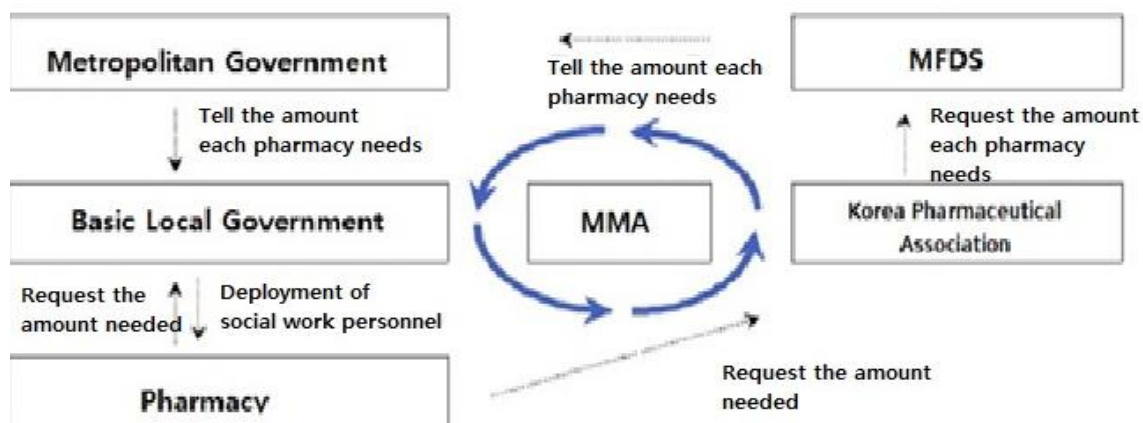 Metropolitan Government
Tell the amount each
pharmacy needs
MFDS
Tell the amount
each pharmacy needs
Request the amount
each pharmacy
needs
Basic Local Government
MMA
Korea Pharmaceutical
Association
Request the
amount needed
Deployment of
social work personnel
Pharmacy
Request the amount
needed